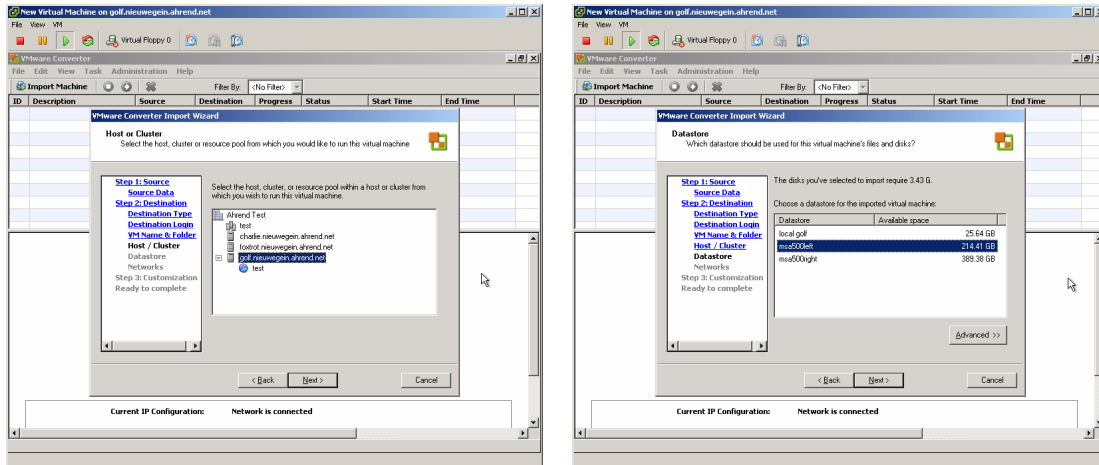 New Virtual Machine on golf.nieuwegein.ahrend.net
File View VM
Virtual Floppy 0
VMware Converter
File Edit View Task Administration Help
Import Machine Filter By: <No Filter>
ID Description Source Destination Progress Status Start Time End Time
VMware Converter Import Wizard
Host or Cluster
Select the host, cluster or resource pool from which you would like to run this virtual machine
Step 1: Source
Source Data
Step 2: Destination
Destination Type
Destination Login
VM Name & Folder
Host / Cluster
Datastore
Networks
Step 3: Customization
Ready to complete
Select the host, cluster, or resource pool within a host or cluster from
which you wish to run this virtual machine.
Ahrend Test
test
charlie.nieuwegein.ahrend.net
foxtrot.nieuwegein.ahrend.net
golf.nieuwegein.ahrend.net
test
< Back Next > Cancel
Current IP Configuration: Network is connected
New Virtual Machine on golf.nieuwegein.ahrend.net
File View VM
Virtual Floppy 0
VMware Converter
File Edit View Task Administration Help
Import Machine Filter By: <No Filter>
ID Description Source Destination Progress Status Start Time End Time
VMware Converter Import Wizard
Datastore
Which datastore should be used for this virtual machine's files and disks?
Step 1: Source
Source Data
Step 2: Destination
Destination Type
Destination Login
VM Name & Folder
Host / Cluster
Datastore
Networks
Step 3: Customization
Ready to complete
The disks you've selected to import require 3.43 G.
Choose a datastore for the imported virtual machine:
Datastore Available space
local golf 25.64 GB
msa500left 214.41 GB
msa500right 389.38 GB
Advanced >>
< Back Next > Cancel
Current IP Configuration: Network is connected